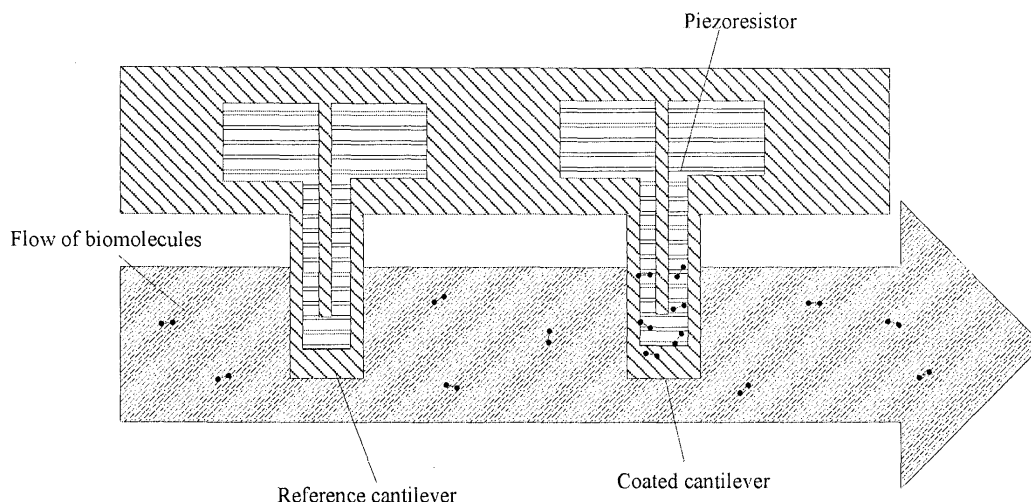 Piezoresistor
Flow of biomolecules
Coated cantilever
Reference cantilever